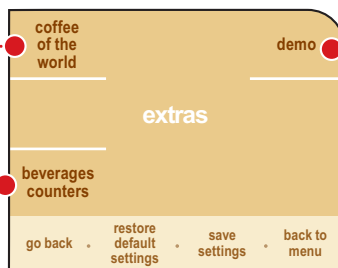 coffee
of the
world
demo
extras
beverages
counters
go back
restore
default
settings
save
settings
back to
menu